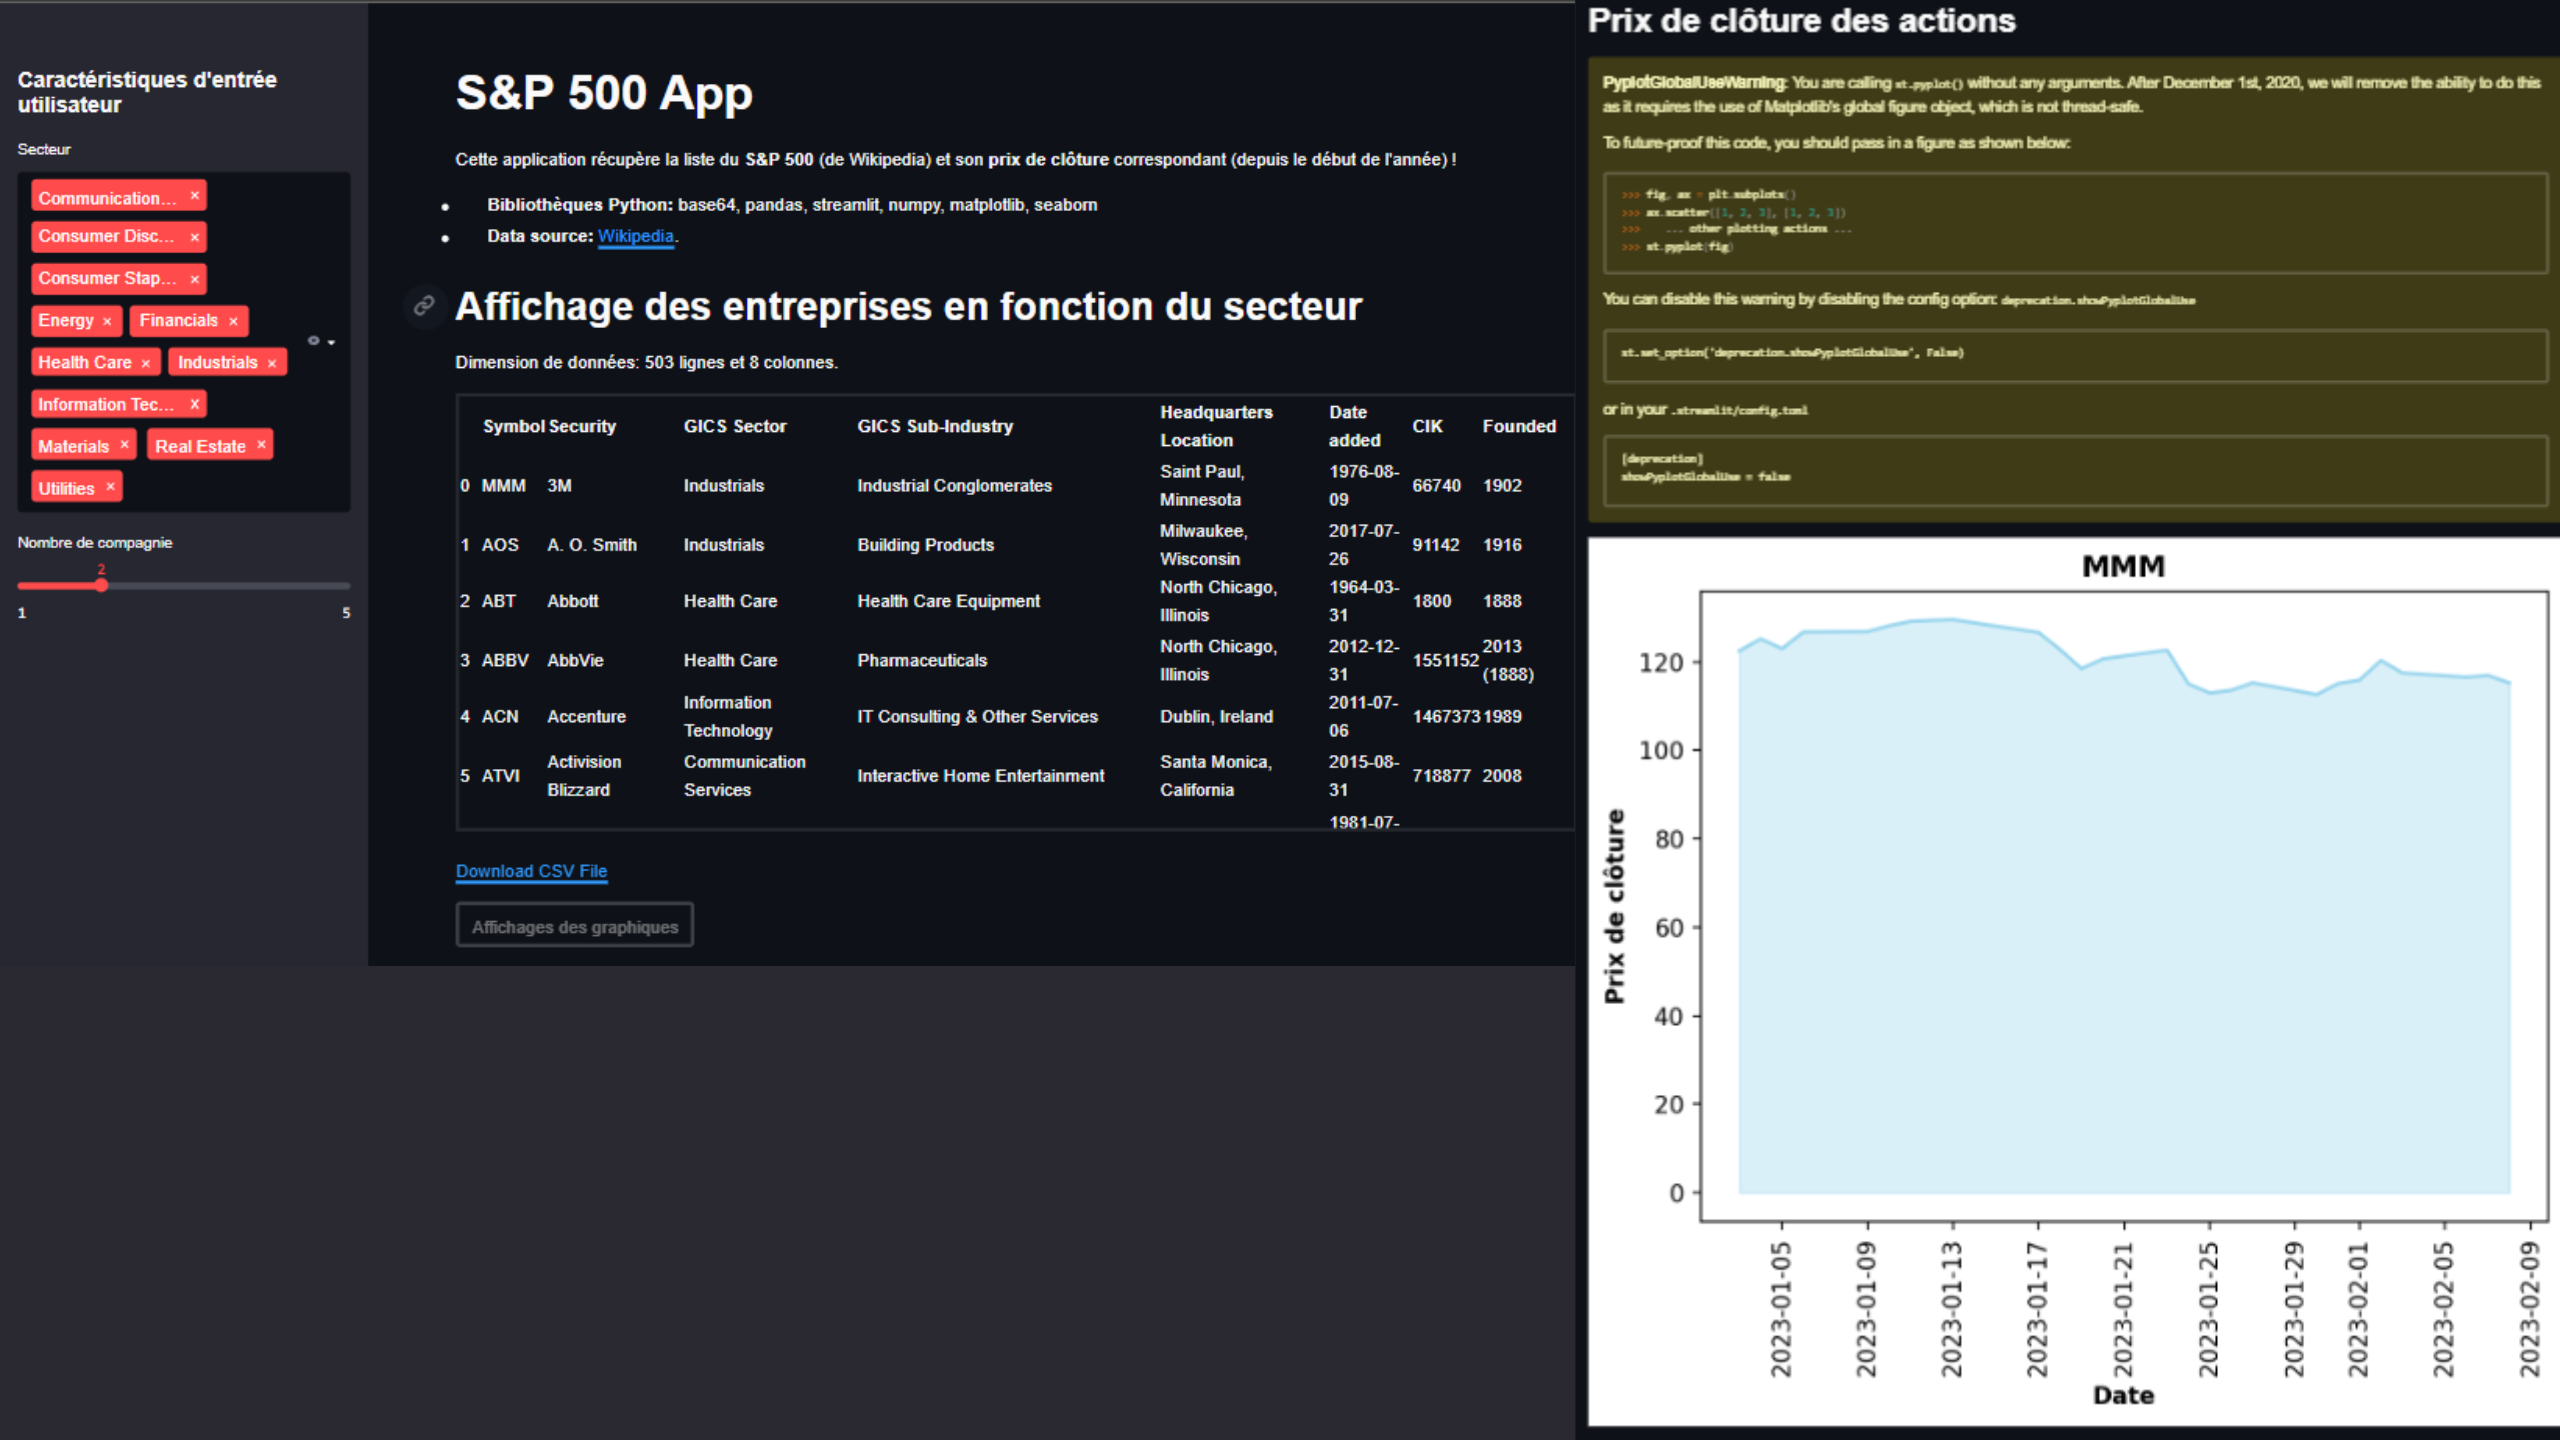 Caractéristiques d'entrée
utilisateur
Secteur
Communication... ×
Consumer Disc... ×
Consumer Stap... ×
Energy × Financials ×
Health Care × Industrials ×
Information Tec... ×
Materials × Real Estate ×
Utilities ×
Nombre de compagnie
2
1 5
S&P 500 App
Cette application récupère la liste du S&P 500 (de Wikipedia) et son prix de clôture correspondant (depuis le début de l'année) !
• Bibliothèques Python: base64, pandas, streamlit, numpy, matplotlib, seaborn
• Data source: Wikipedia.
Affichage des entreprises en fonction du secteur
Dimension de données: 503 lignes et 8 colonnes.
Symbol Security GICS Sector GICS Sub-Industry Headquarters Location Date added CIK Founded
0 MMM 3M Industrials Industrial Conglomerates Saint Paul, Minnesota 1976-08-09 66740 1902
1 AOS A. O. Smith Industrials Building Products Milwaukee, Wisconsin 2017-07-26 91142 1916
2 ABT Abbott Health Care Health Care Equipment North Chicago, Illinois 1964-03-31 1800 1888
3 ABBV AbbVie Health Care Pharmaceuticals North Chicago, Illinois 2012-12-31 1551152 2013 (1888)
4 ACN Accenture Information Technology IT Consulting & Other Services Dublin, Ireland 2011-07-06 1467373 1989
5 ATVI Activision Blizzard Communication Services Interactive Home Entertainment Santa Monica, California 2015-08-31 718877 2008
1981-07-
Download CSV File
Affichages des graphiques
Prix de clôture des actions
PyplotGlobalUseWarning: You are calling st.pyplot() without any arguments. After December 1st, 2020, we will remove the ability to do this
as it requires the use of Matplotlib's global figure object, which is not thread-safe.
To future-proof this code, you should pass in a figure as shown below:
>>> fig, ax = plt.subplots()
>>> ax.scatter([1, 2, 3], [1, 2, 3])
>>> ... other plotting actions ...
>>> st.pyplot(fig)
You can disable this warning by disabling the config option: deprecation.showPyplotGlobalUse
st.set_option('deprecation.showPyplotGlobalUse', False)
or in your .streamlit/config.toml
[deprecation]
showPyplotGlobalUse = false
MMM
Prix de clôture
120
100
80
60
40
20
0
2023-01-05
2023-01-09
2023-01-13
2023-01-17
2023-01-21
2023-01-25
2023-01-29
2023-02-01
2023-02-05
2023-02-09
Date